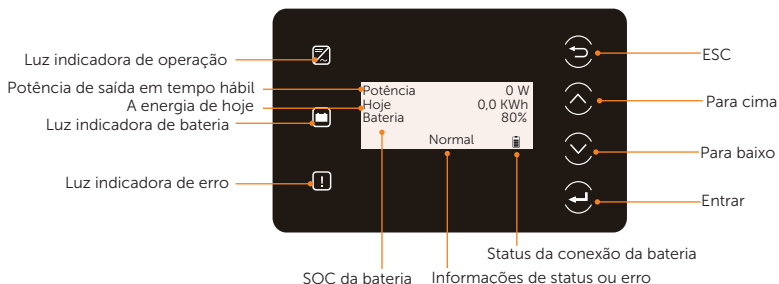 Luz indicadora de operação
Potência de saída em tempo hábil
A energia de hoje
Luz indicadora de bateria
Luz indicadora de erro
Potência 0 W
Hoje 0,0 KWh
Bateria 80%
Normal
ESC
Para cima
Para baixo
Entrar
Status da conexão da bateria
SOC da bateria
Informações de status ou erro